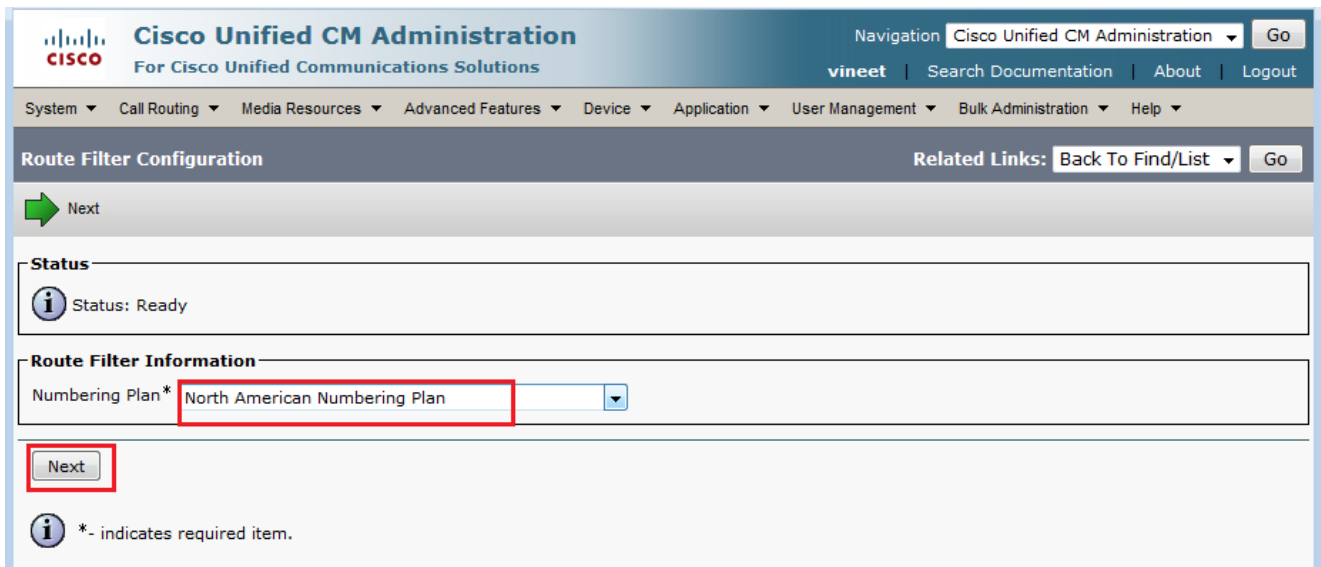 Cisco Unified CM Administration
For Cisco Unified Communications Solutions
CISCO
Navigation Cisco Unified CM Administration Go
vineet | Search Documentation | About | Logout
System Call Routing Media Resources Advanced Features Device Application User Management Bulk Administration Help
Route Filter Configuration
Related Links: Back To Find/List Go
Next
Status
i Status: Ready
Route Filter Information
Numbering Plan* North American Numbering Plan
Next
i *- indicates required item.